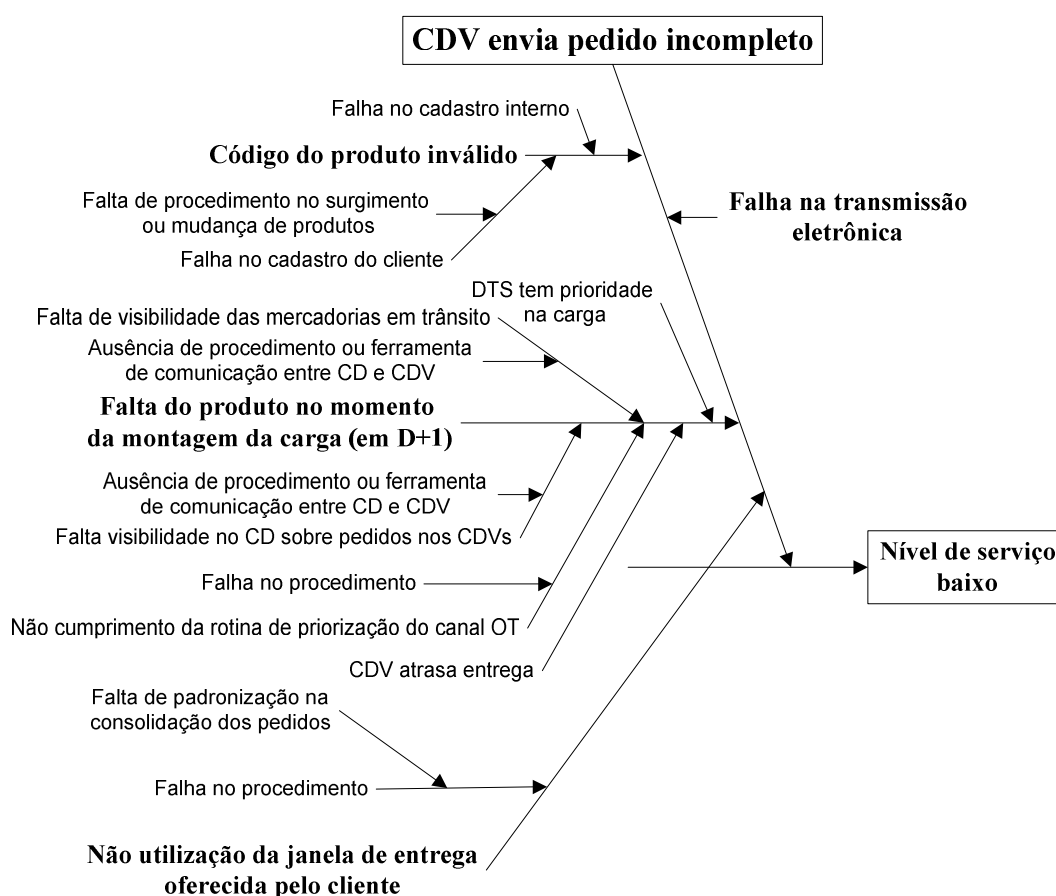 CDV envia pedido incompleto
Falha no cadastro interno
Código do produto inválido
Falta de procedimento no surgimento
ou mudança de produtos
Falha na transmissão
eletrônica
Falha no cadastro do cliente
DTS tem prioridade
na carga
Falta de visibilidade das mercadorias em trânsito
Ausência de procedimento ou ferramenta
de comunicação entre CD e CDV
Falta do produto no momento
da montagem da carga (em D+1)
Ausência de procedimento ou ferramenta
de comunicação entre CD e CDV
Falta visibilidade no CD sobre pedidos nos CDVs
Nível de serviço
baixo
Falha no procedimento
Não cumprimento da rotina de priorização do canal OT
CDV atrasa entrega
Falta de padronização na
consolidação dos pedidos
Falha no procedimento
Não utilização da janela de entrega
oferecida pelo cliente